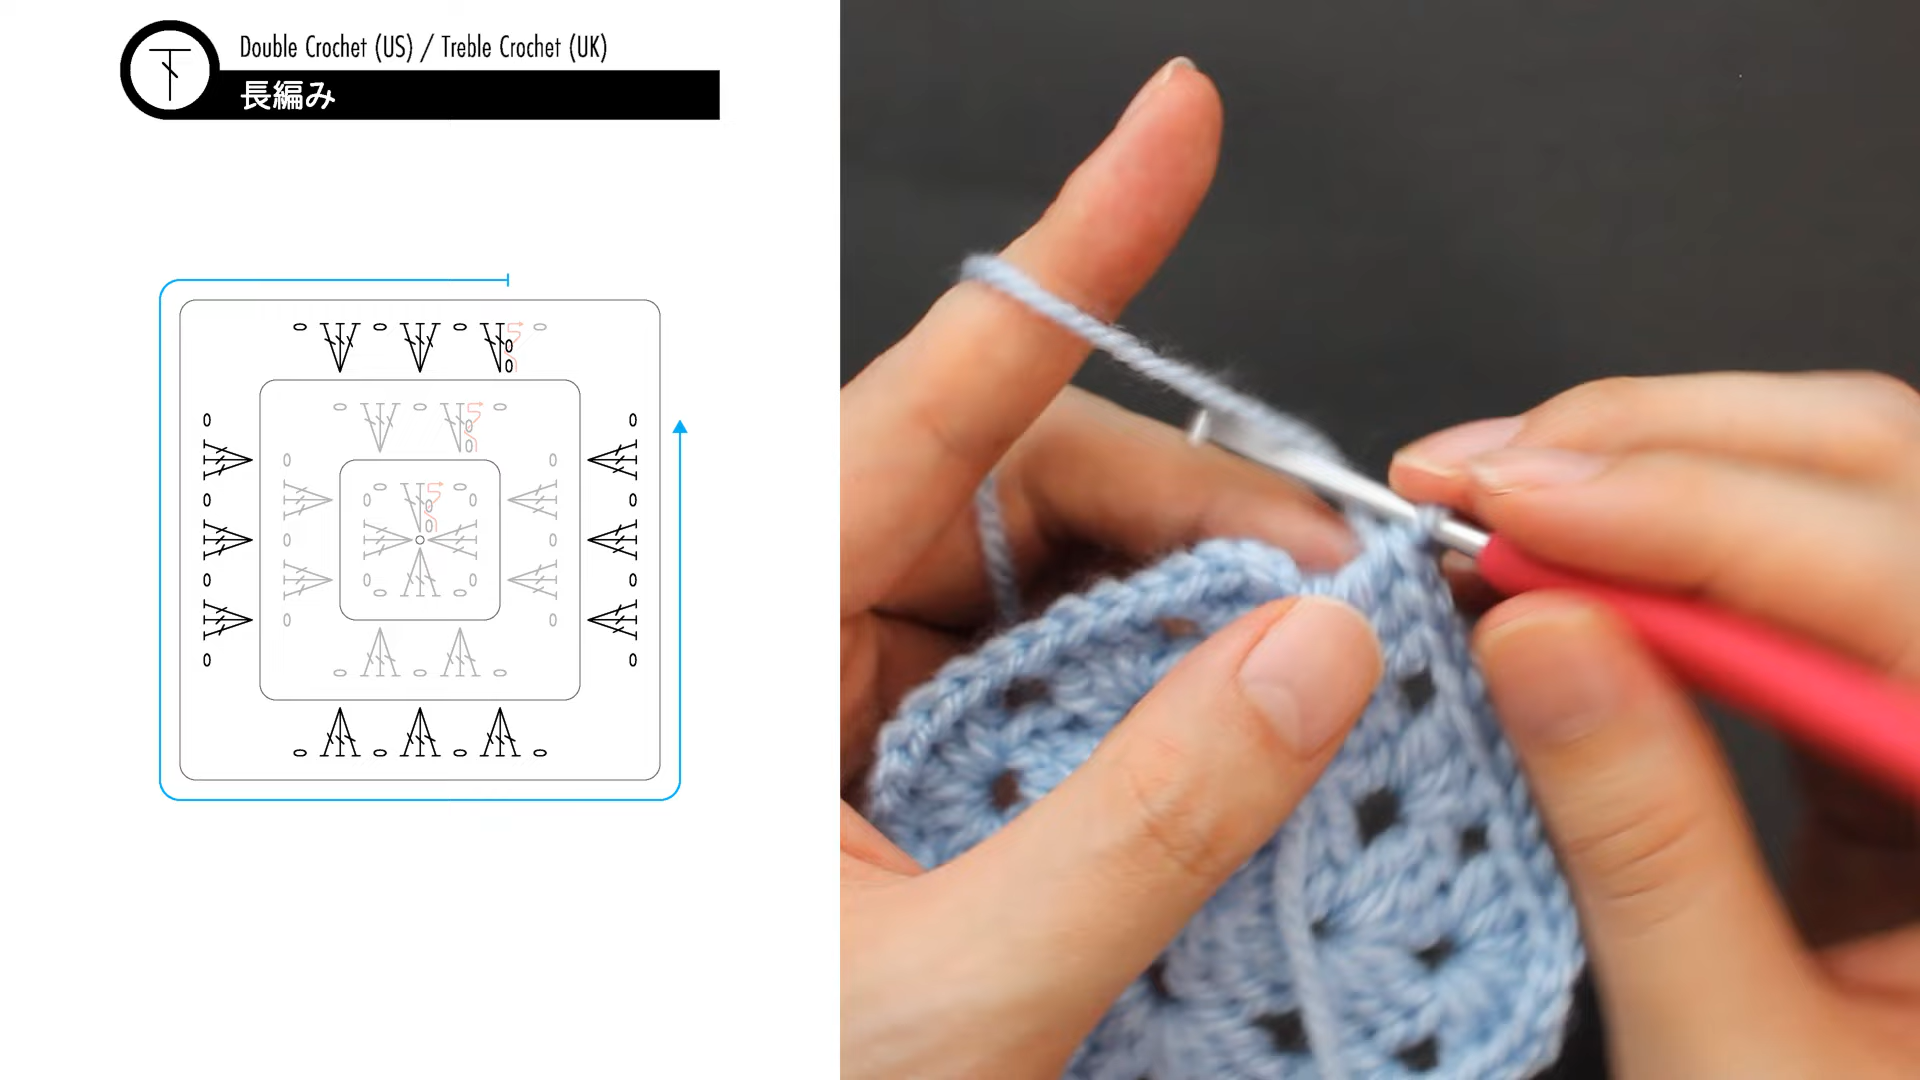 Double Crochet (US) / Treble Crochet (UK)
長編み